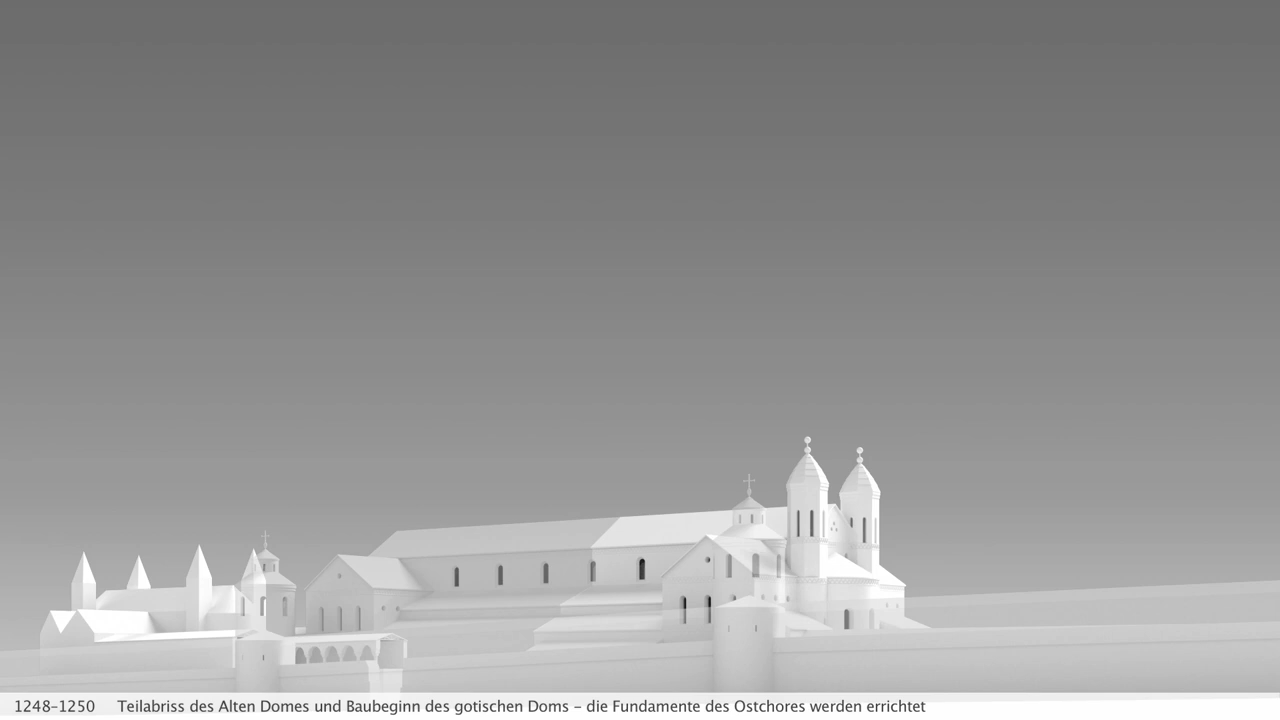 1248–1250 Teilabriss des Alten Domes und Baubeginn des gotischen Doms – die Fundamente des Ostchores werden errichtet